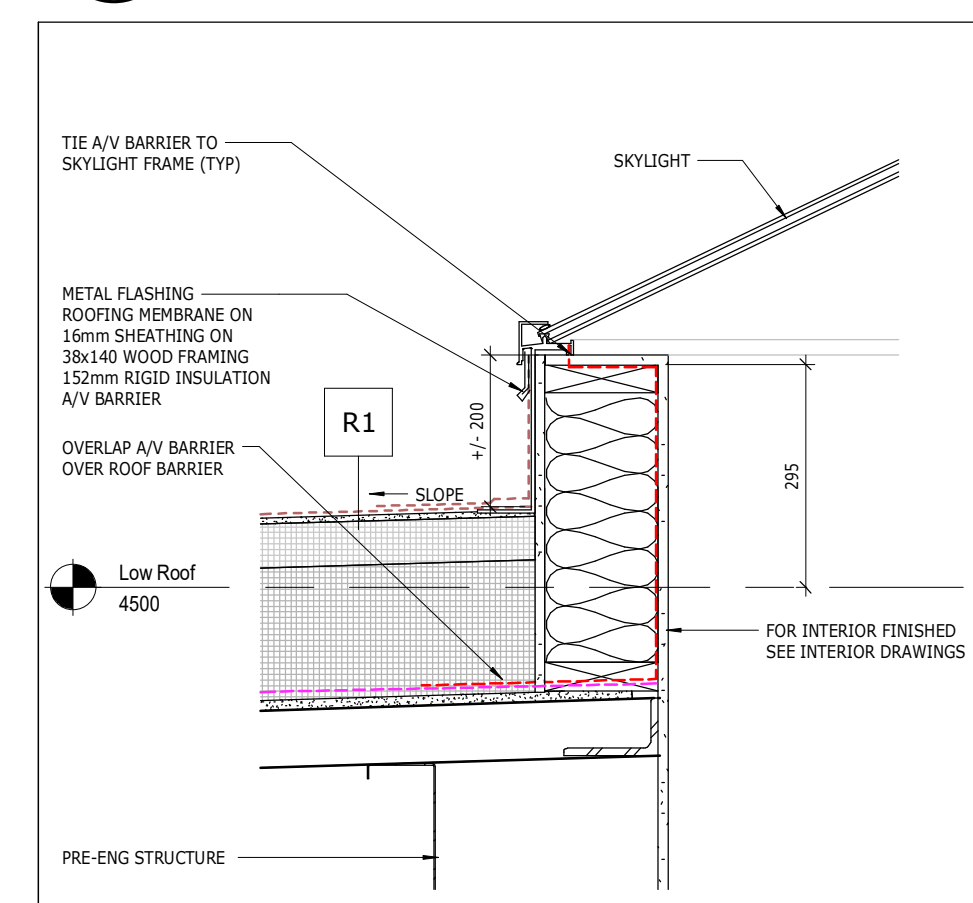 TIE A/V BARRIER TO
SKYLIGHT FRAME (TYP)
SKYLIGHT
METAL FLASHING
ROOFING MEMBRANE ON
16mm SHEATHING ON
38x140 WOOD FRAMING
152mm RIGID INSULATION
A/V BARRIER
R1
+/- 200
295
OVERLAP A/V BARRIER
OVER ROOF BARRIER
SLOPE
Low Roof
4500
FOR INTERIOR FINISHED
SEE INTERIOR DRAWINGS
PRE-ENG STRUCTURE